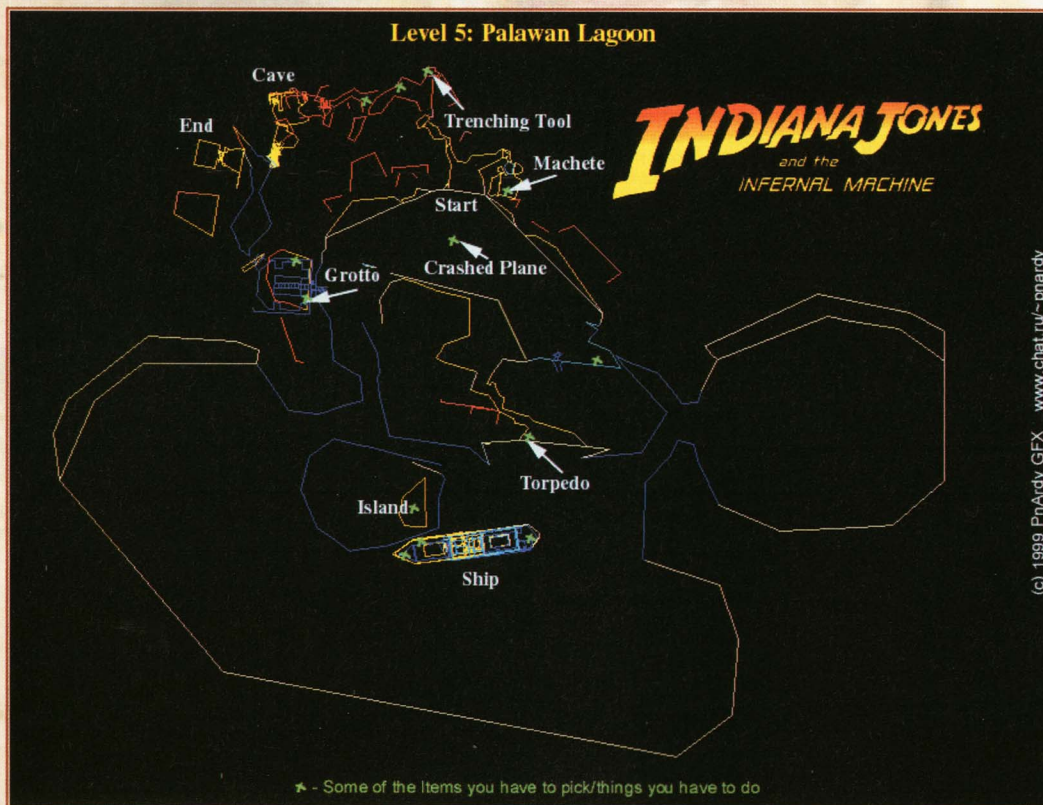 Level 5: Palawan Lagoon
Cave
End
Trenching Tool
Machete
Start
Crashed Plane
Grotto
Torpedo
Island
Ship
INDIANA JONES
and the
INFERNAL MACHINE
(c) 1999 PnArdy GFX www.chat.ru/~pnardy
- Some of the Items you have to pick/things you have to do